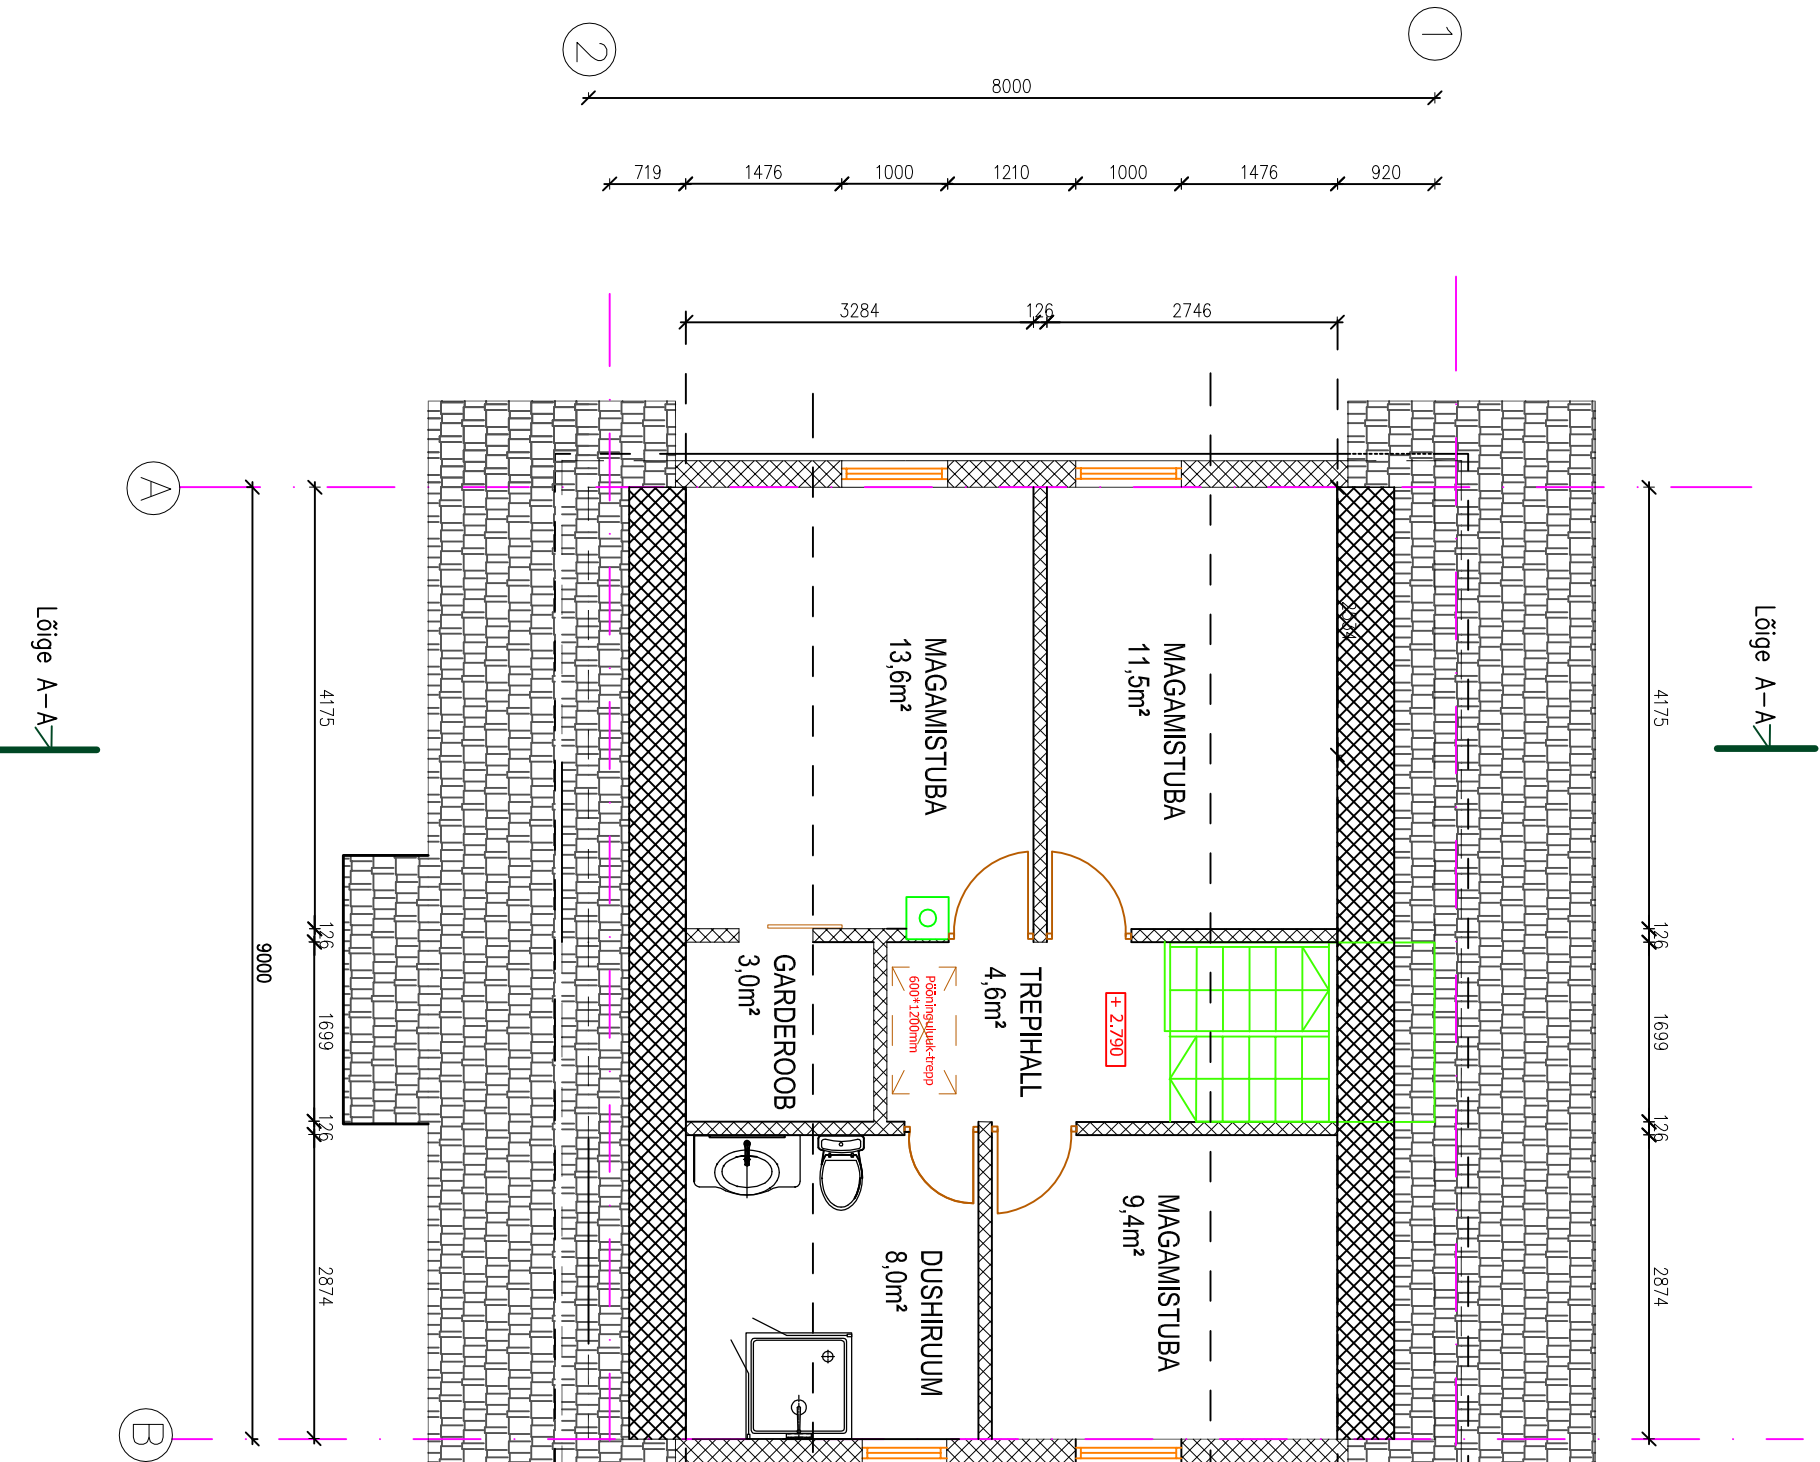 2
1
8000
719
1476
1000
1210
1000
1476
920
3284
126
2746
A
Lõige A-A
Lõige A-A
4175
126
1699
126
2874
9000
4175
126
1699
126
2874
MAGAMISTUBA
13,6m²
MAGAMISTUBA
11,5m²
GARDEROOB
3,0m²
Pööninguluuk-trepp
600*1200mm
TREPIHALL
4,6m²
+ 2.790
DUSHIRUUM
8,0m²
MAGAMISTUBA
9,4m²
B